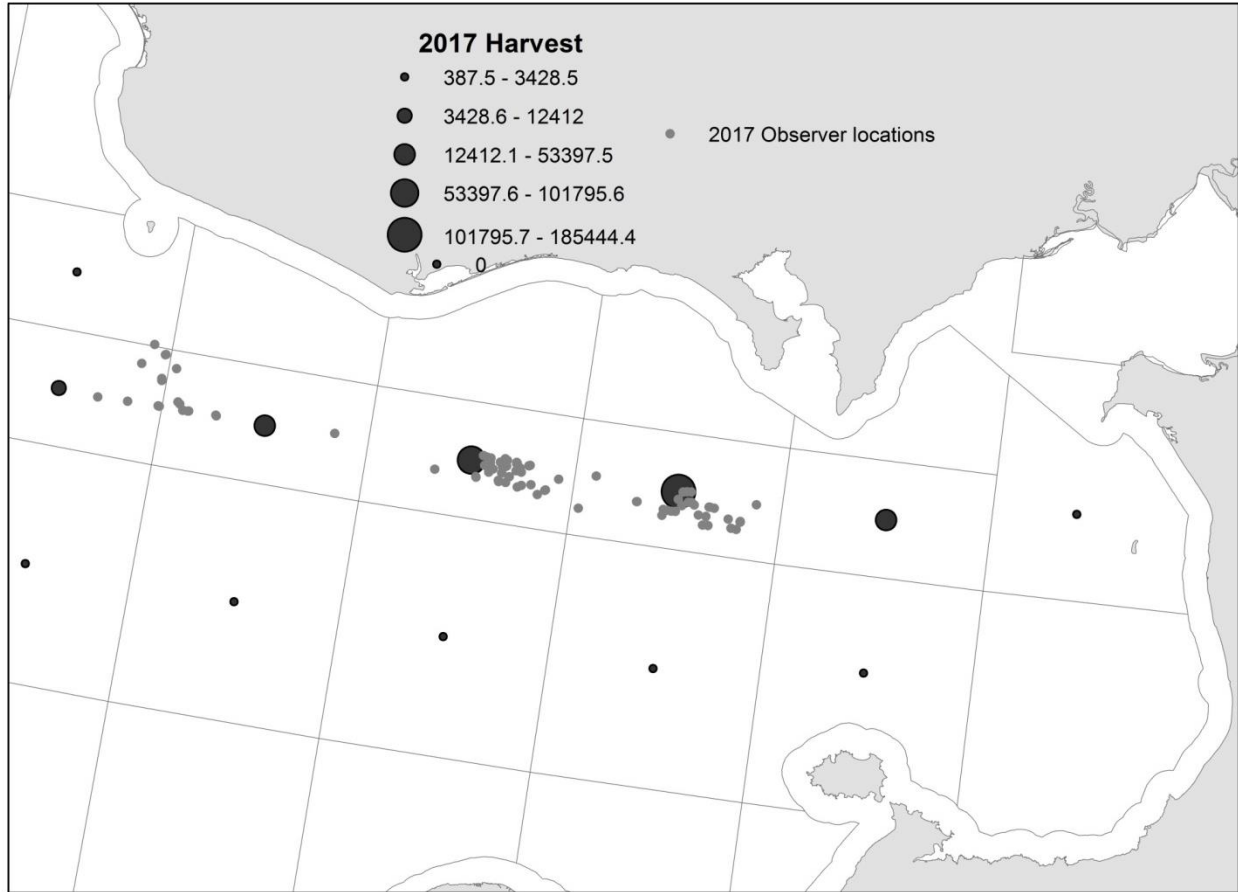 2017 Harvest
387.5 - 3428.5
3428.6 - 12412
12412.1 - 53397.5
53397.6 - 101795.6
101795.7 - 185444.4
0
2017 Observer locations